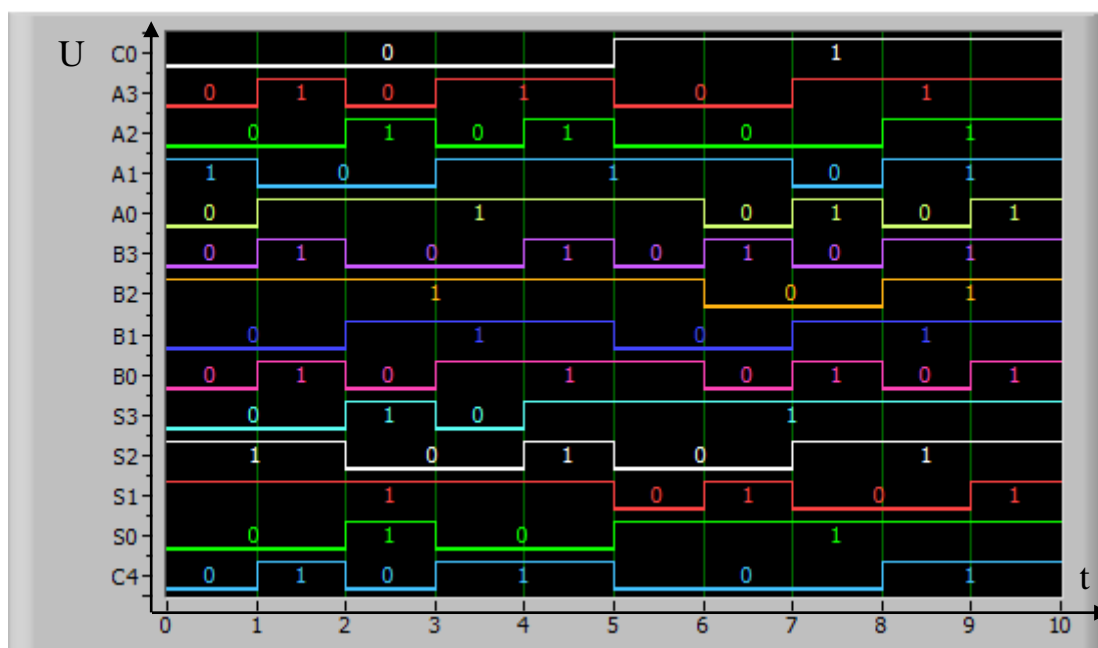 U
C0 0 1
A3 0 1 0 1 0 1
A2 0 1 0 1 0 1
A1 1 0 1 0 1
A0 0 1 0 1 0 1
B3 0 1 0 1 0 1 0 1
B2 1 0 1
B1 0 1 0 1
B0 0 1 0 1 0 1 0 1
S3 0 1 0 1
S2 1 0 1 0 1
S1 1 0 1 0 1
S0 0 1 0 1
C4 0 1 0 1 0 1
t
0 1 2 3 4 5 6 7 8 9 10